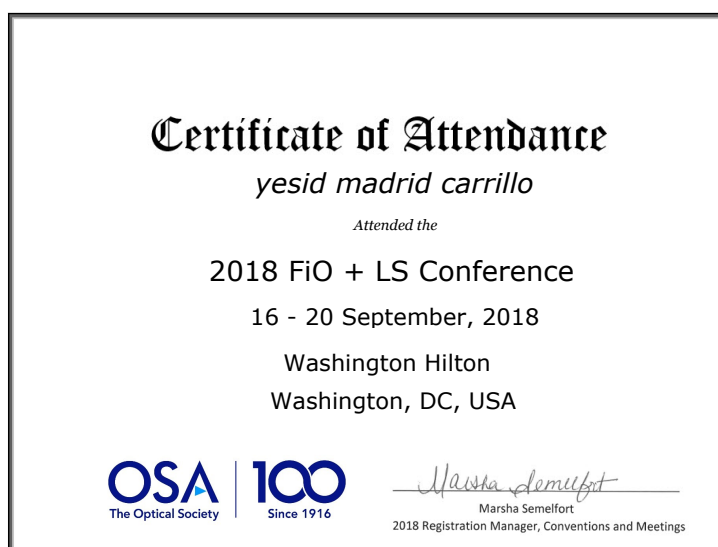 Certificate of Attendance
yesid madrid carrillo
Attended the
2018 FiO + LS Conference
16 - 20 September, 2018
Washington Hilton
Washington, DC, USA
OSA
The Optical Society
100
Since 1916
Marsha Semelfort
Marsha Semelfort
2018 Registration Manager, Conventions and Meetings